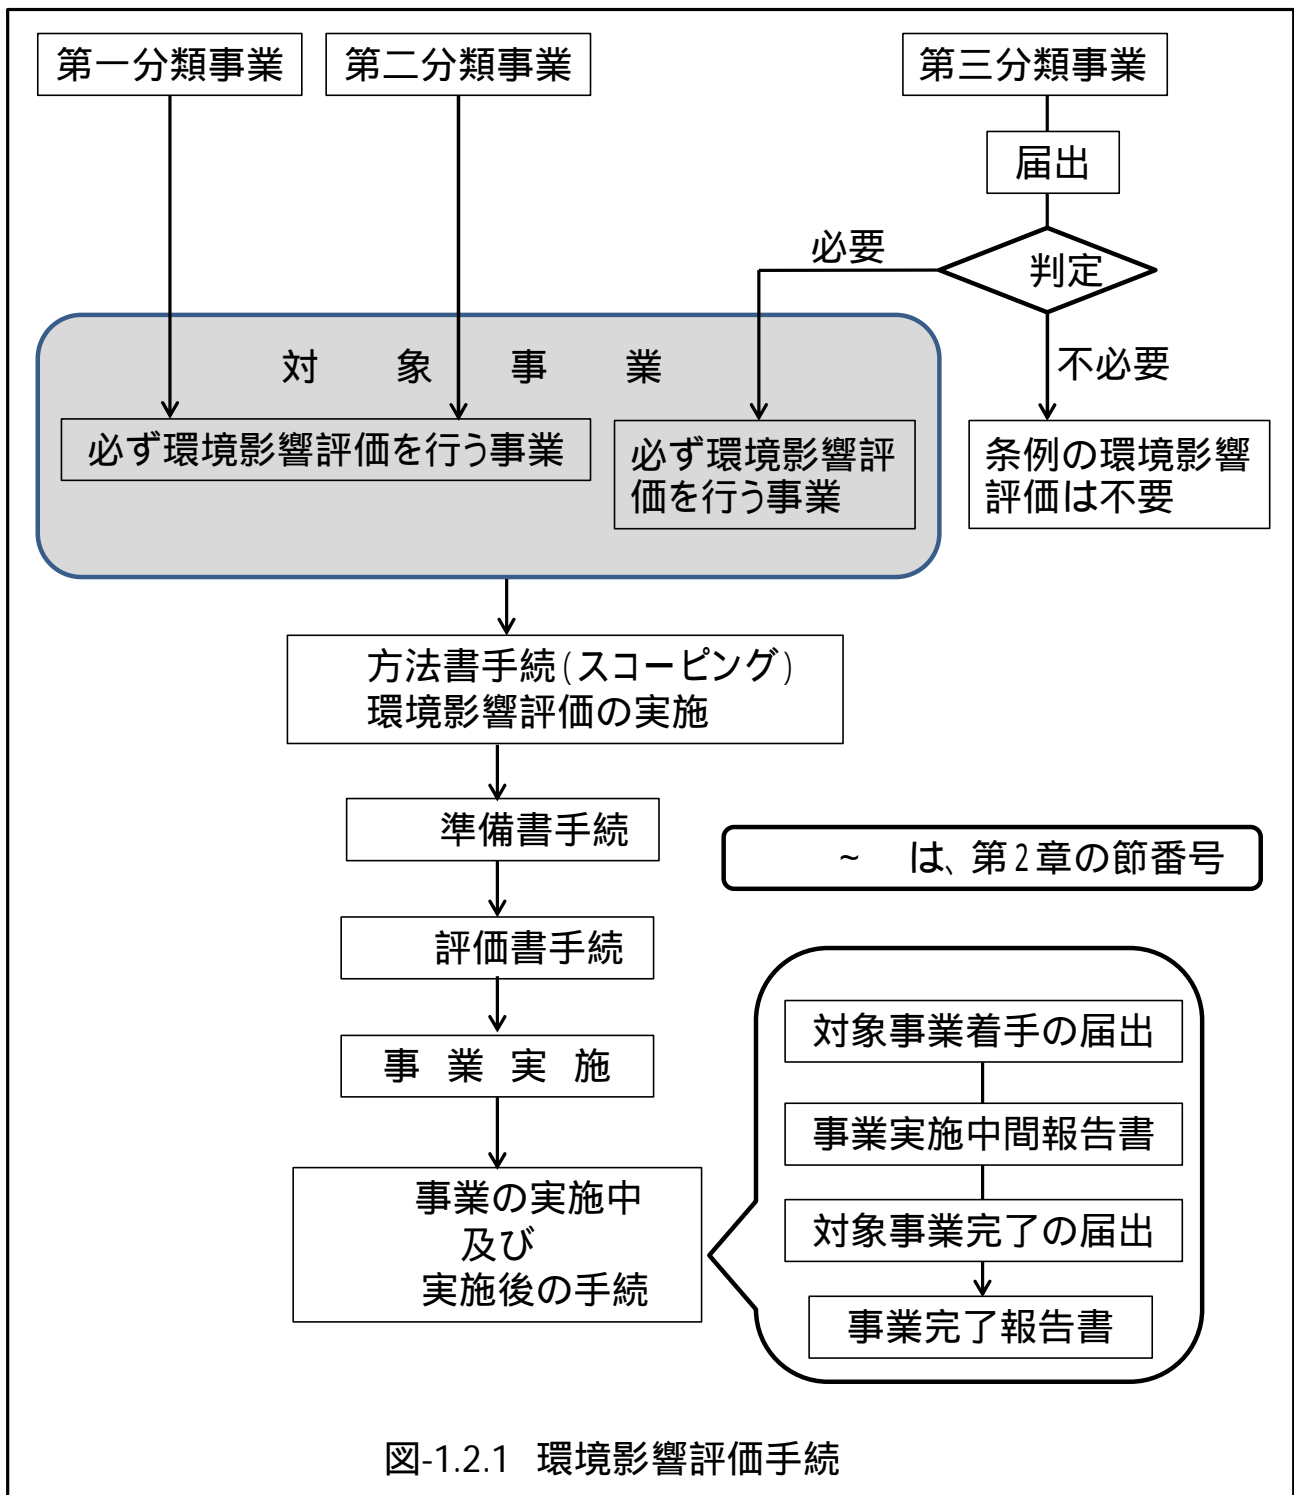 第一分類事業
第二分類事業
第三分類事業
届出
判定
必要
不必要
対 象 事 業
必ず環境影響評価を行う事業
必ず環境影響評
価を行う事業
条例の環境影響
評価は不要
方法書手続(スコーピング)
環境影響評価の実施
準備書手続
~ は、第2章の節番号
評価書手続
事 業 実 施
事業の実施中
及び
実施後の手続
対象事業着手の届出
事業実施中間報告書
対象事業完了の届出
事業完了報告書
図-1.2.1 環境影響評価手続